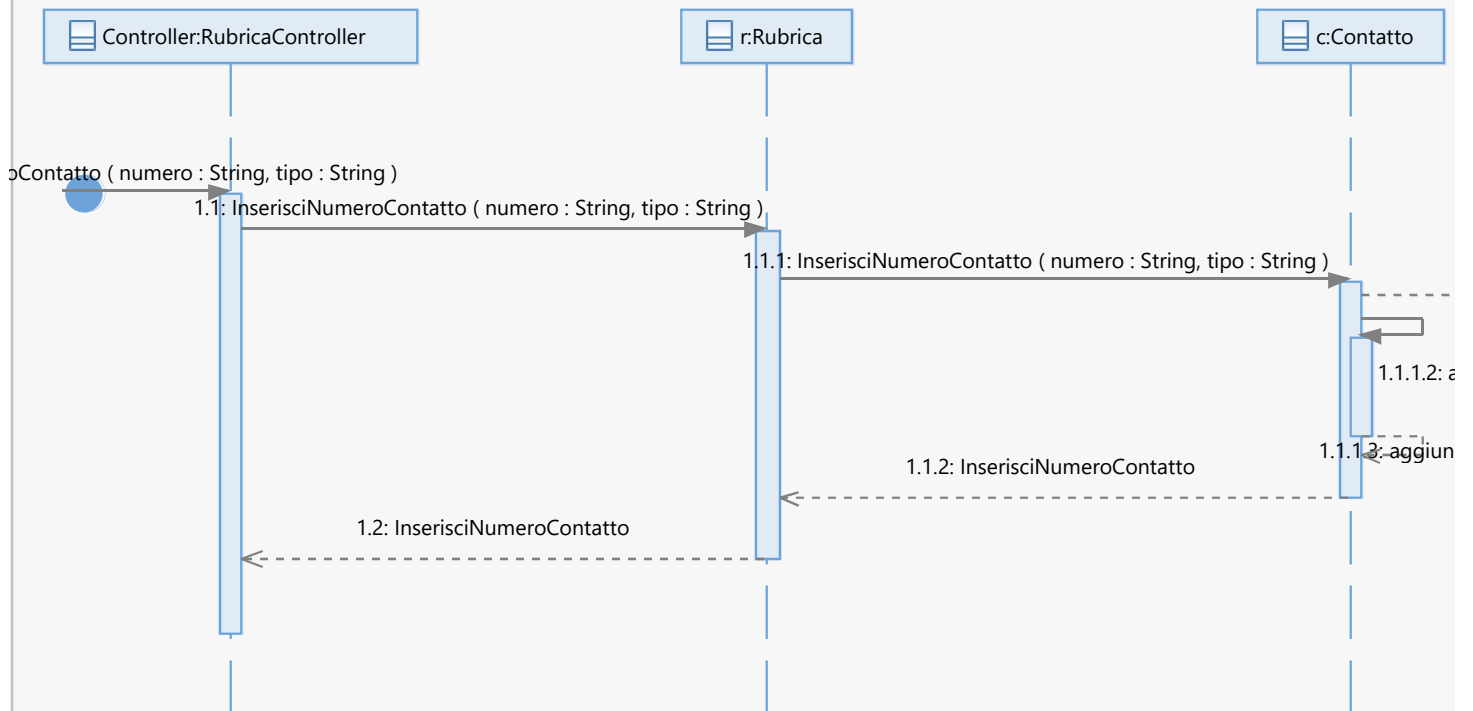 Controller:RubricaController
r:Rubrica
c:Contatto
oContatto ( numero : String, tipo : String )
1.1: InserisciNumeroContatto ( numero : String, tipo : String )
1.1.1: InserisciNumeroContatto ( numero : String, tipo : String )
1.1.1.2: a
1.1.1.3: aggiun
1.1.2: InserisciNumeroContatto
1.2: InserisciNumeroContatto